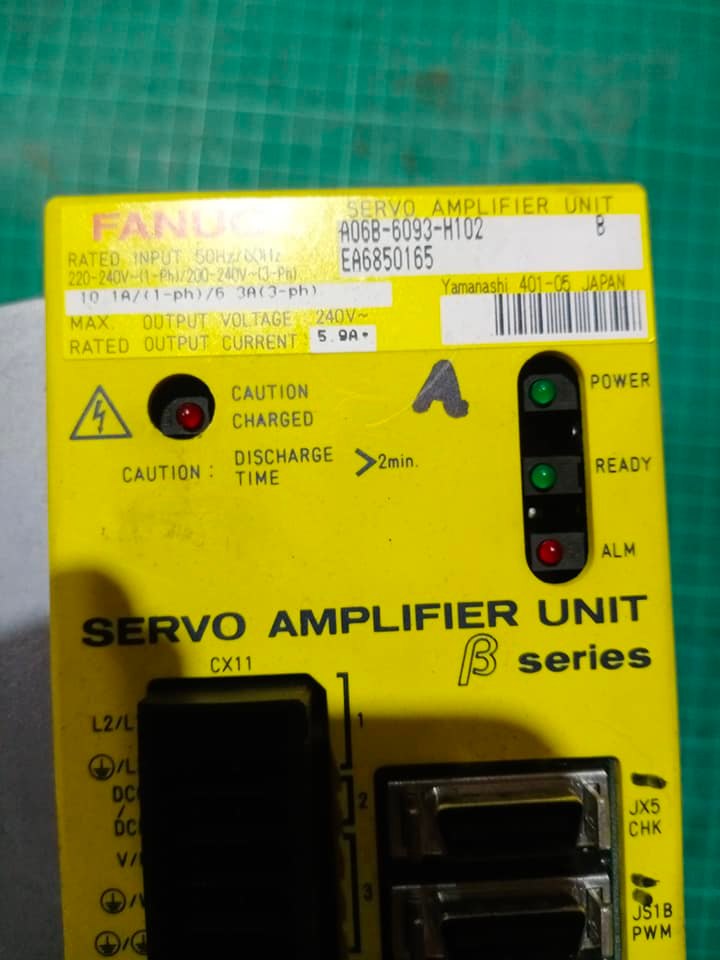 FANUC
SERVO AMPLIFIER UNIT
A06B-6093-H102 B
EA6850165
RATED INPUT 50Hz/60Hz
220-240V~(1-Ph)/200-240V~(3-Ph)
10.1A/(1-ph)/6.3A(3-ph)
Yamanashi 401-05 JAPAN
MAX. OUTPUT VOLTAGE 240V~
RATED OUTPUT CURRENT 5.9A~
CAUTION
CHARGED
CAUTION: DISCHARGE TIME >2min.
A
POWER
READY
ALM
SERVO AMPLIFIER UNIT
β series
CX11
L2/L
/L
DC
/
DC
V/
1
2
3
JX5
CHK
JS1B
PWM